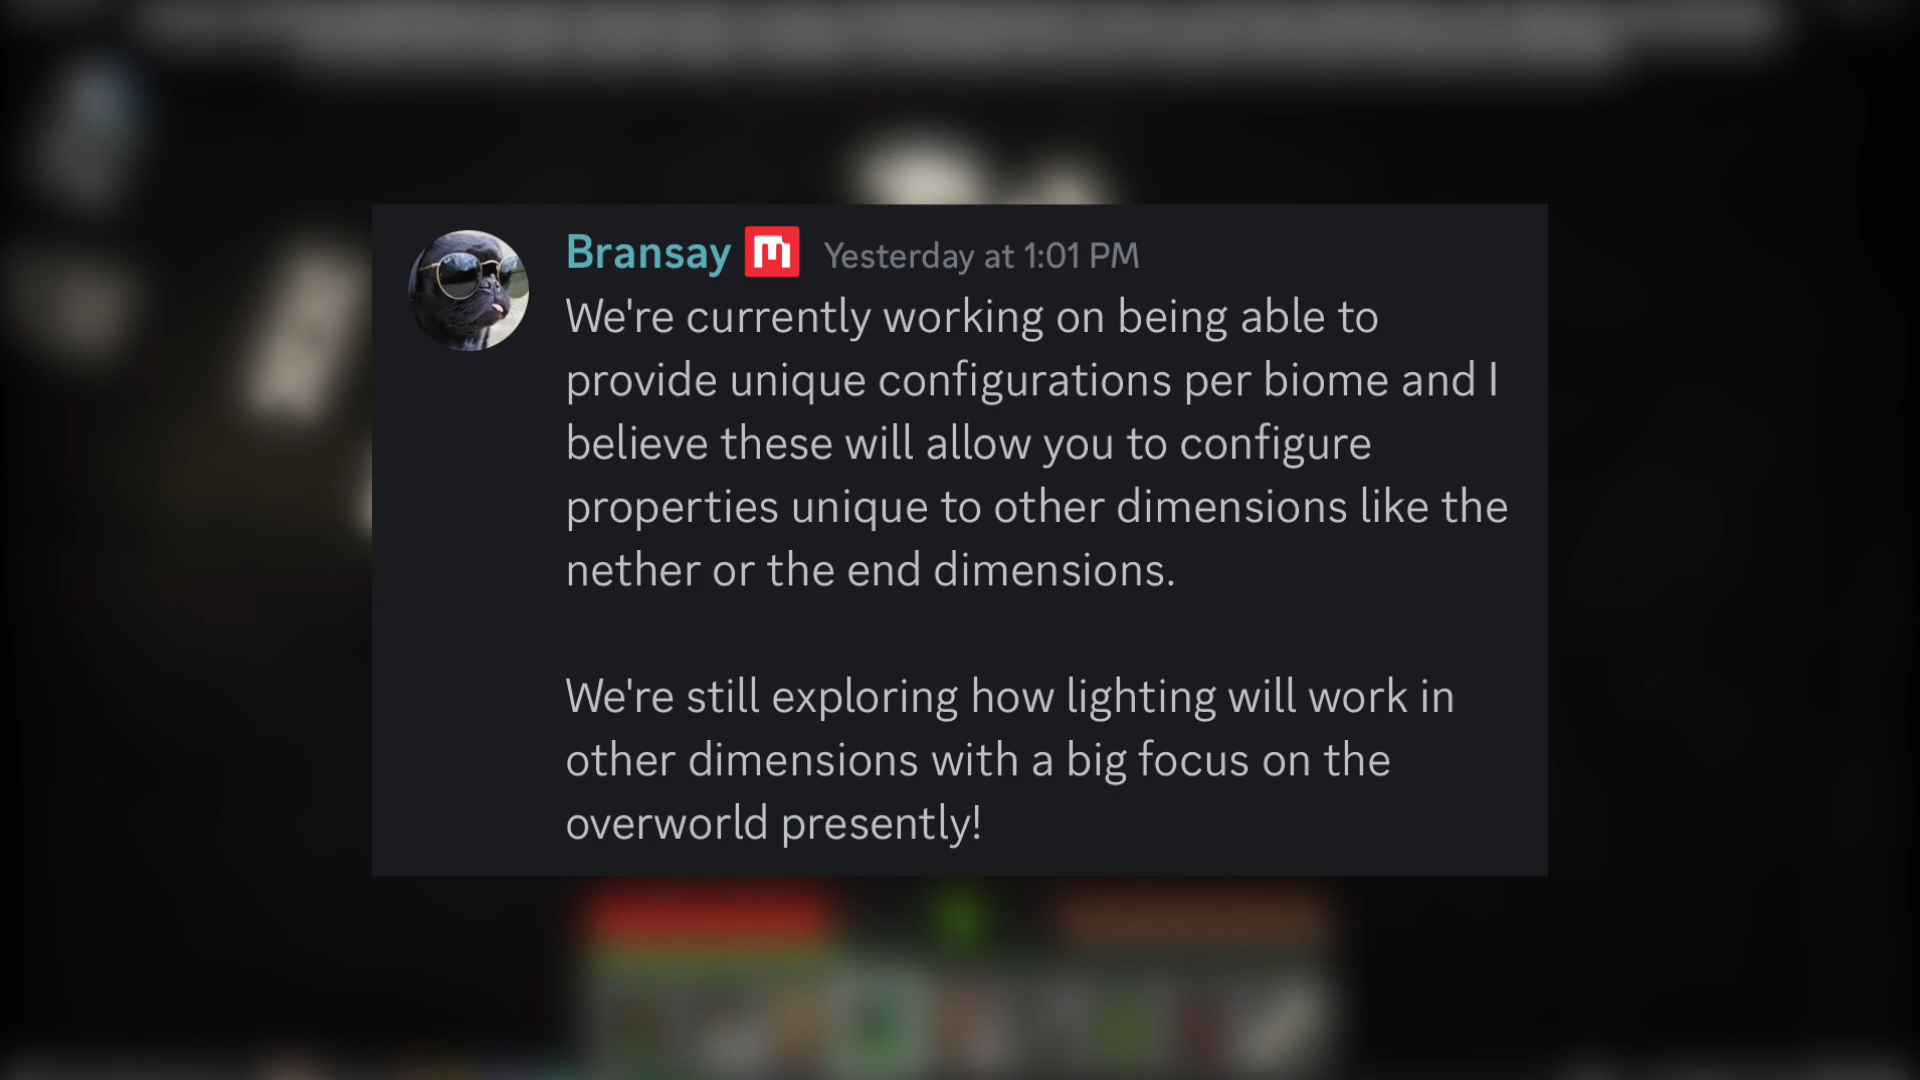 Bransay Yesterday at 1:01 PM
We're currently working on being able to
provide unique configurations per biome and I
believe these will allow you to configure
properties unique to other dimensions like the
nether or the end dimensions.
We're still exploring how lighting will work in
other dimensions with a big focus on the
overworld presently!